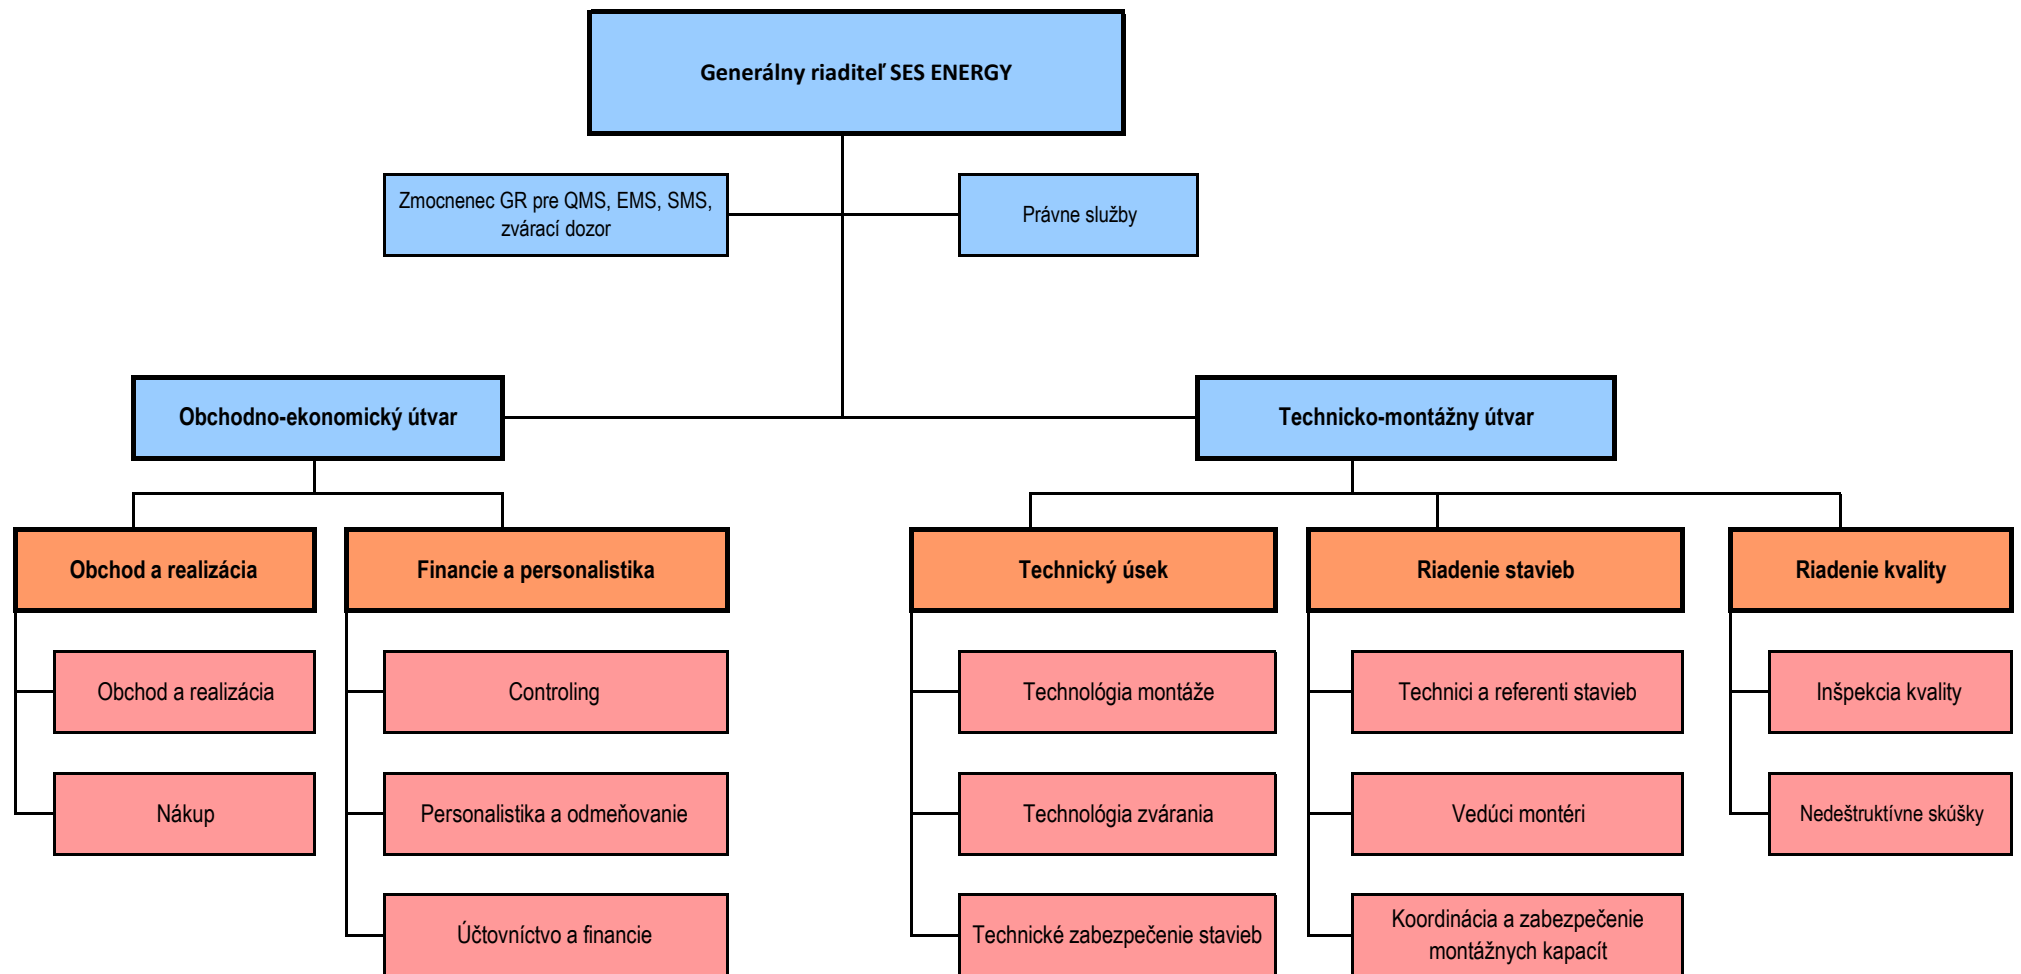 Generálny riaditeľ SES ENERGY
Zmocnenec GR pre QMS, EMS, SMS,
zvárací dozor
Právne služby
Obchodno-ekonomický útvar
Technicko-montážny útvar
Obchod a realizácia
Financie a personalistika
Technický úsek
Riadenie stavieb
Riadenie kvality
Obchod a realizácia
Controling
Technológia montáže
Technici a referenti stavieb
Inšpekcia kvality
Nákup
Personalistika a odmeňovanie
Technológia zvárania
Vedúci montéri
Nedeštruktívne skúšky
Účtovníctvo a financie
Technické zabezpečenie stavieb
Koordinácia a zabezpečenie
montážnych kapacít